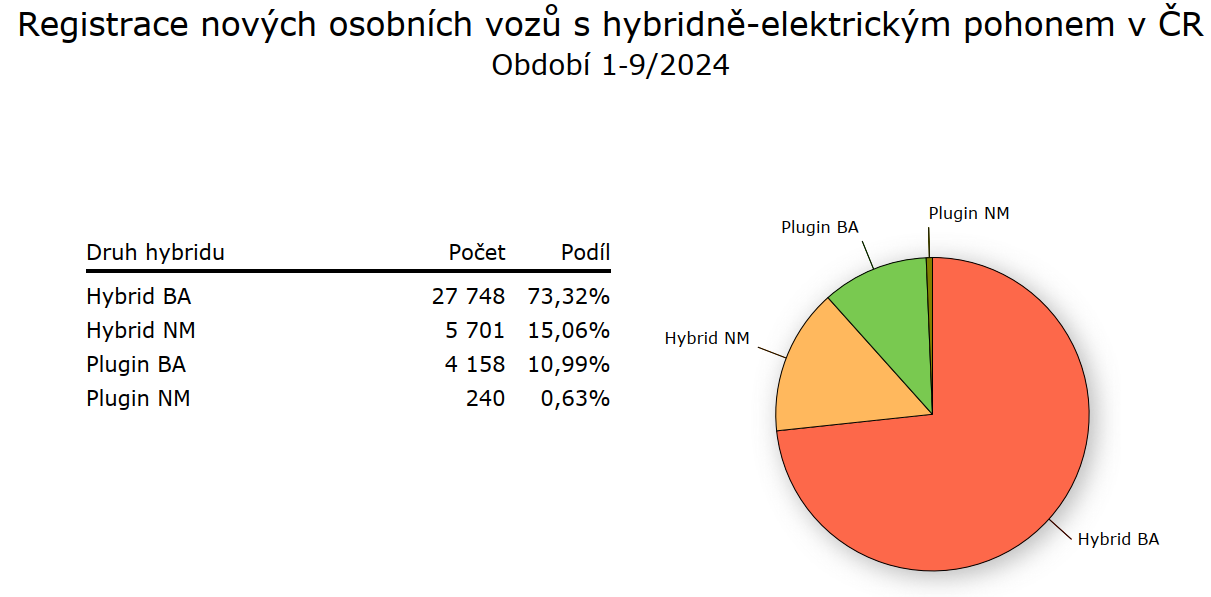 Registrace nových osobních vozů s hybridně-elektrickým pohonem v ČR
Období 1-9/2024
Druh hybridu Počet Podíl
Hybrid BA 27 748 73,32%
Hybrid NM 5 701 15,06%
Plugin BA 4 158 10,99%
Plugin NM 240 0,63%
Plugin NM
Plugin BA
Hybrid NM
Hybrid BA